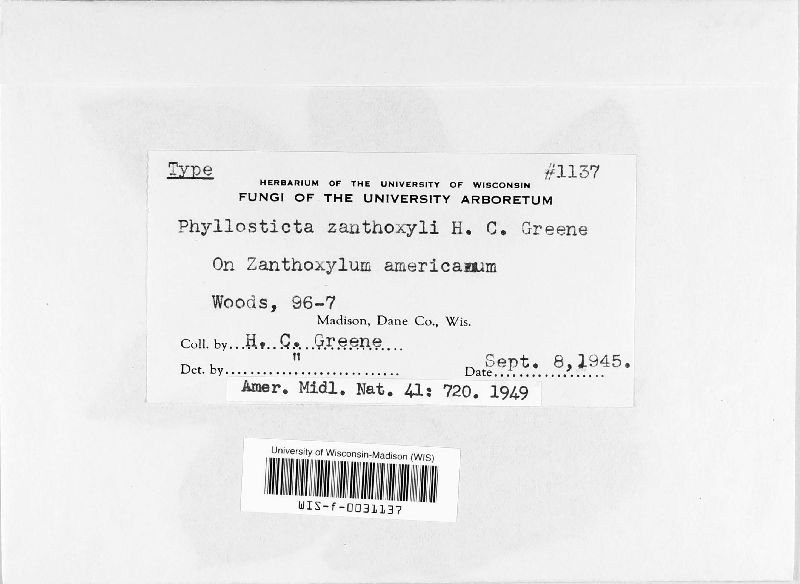 Type #1137
HERBARIUM OF THE UNIVERSITY OF WISCONSIN
FUNGI OF THE UNIVERSITY ARBORETUM
Phyllosticta zanthoxyli H. C. Greene
On Zanthoxylum americanum
Woods, 96-7
Madison, Dane Co., Wis.
Coll. by...H. C. Greene...
Det. by........"........ Date Sept. 8, 1945.
Amer. Midl. Nat. 41: 720. 1949
University of Wisconsin-Madison (WIS)
WIS-f-0031137